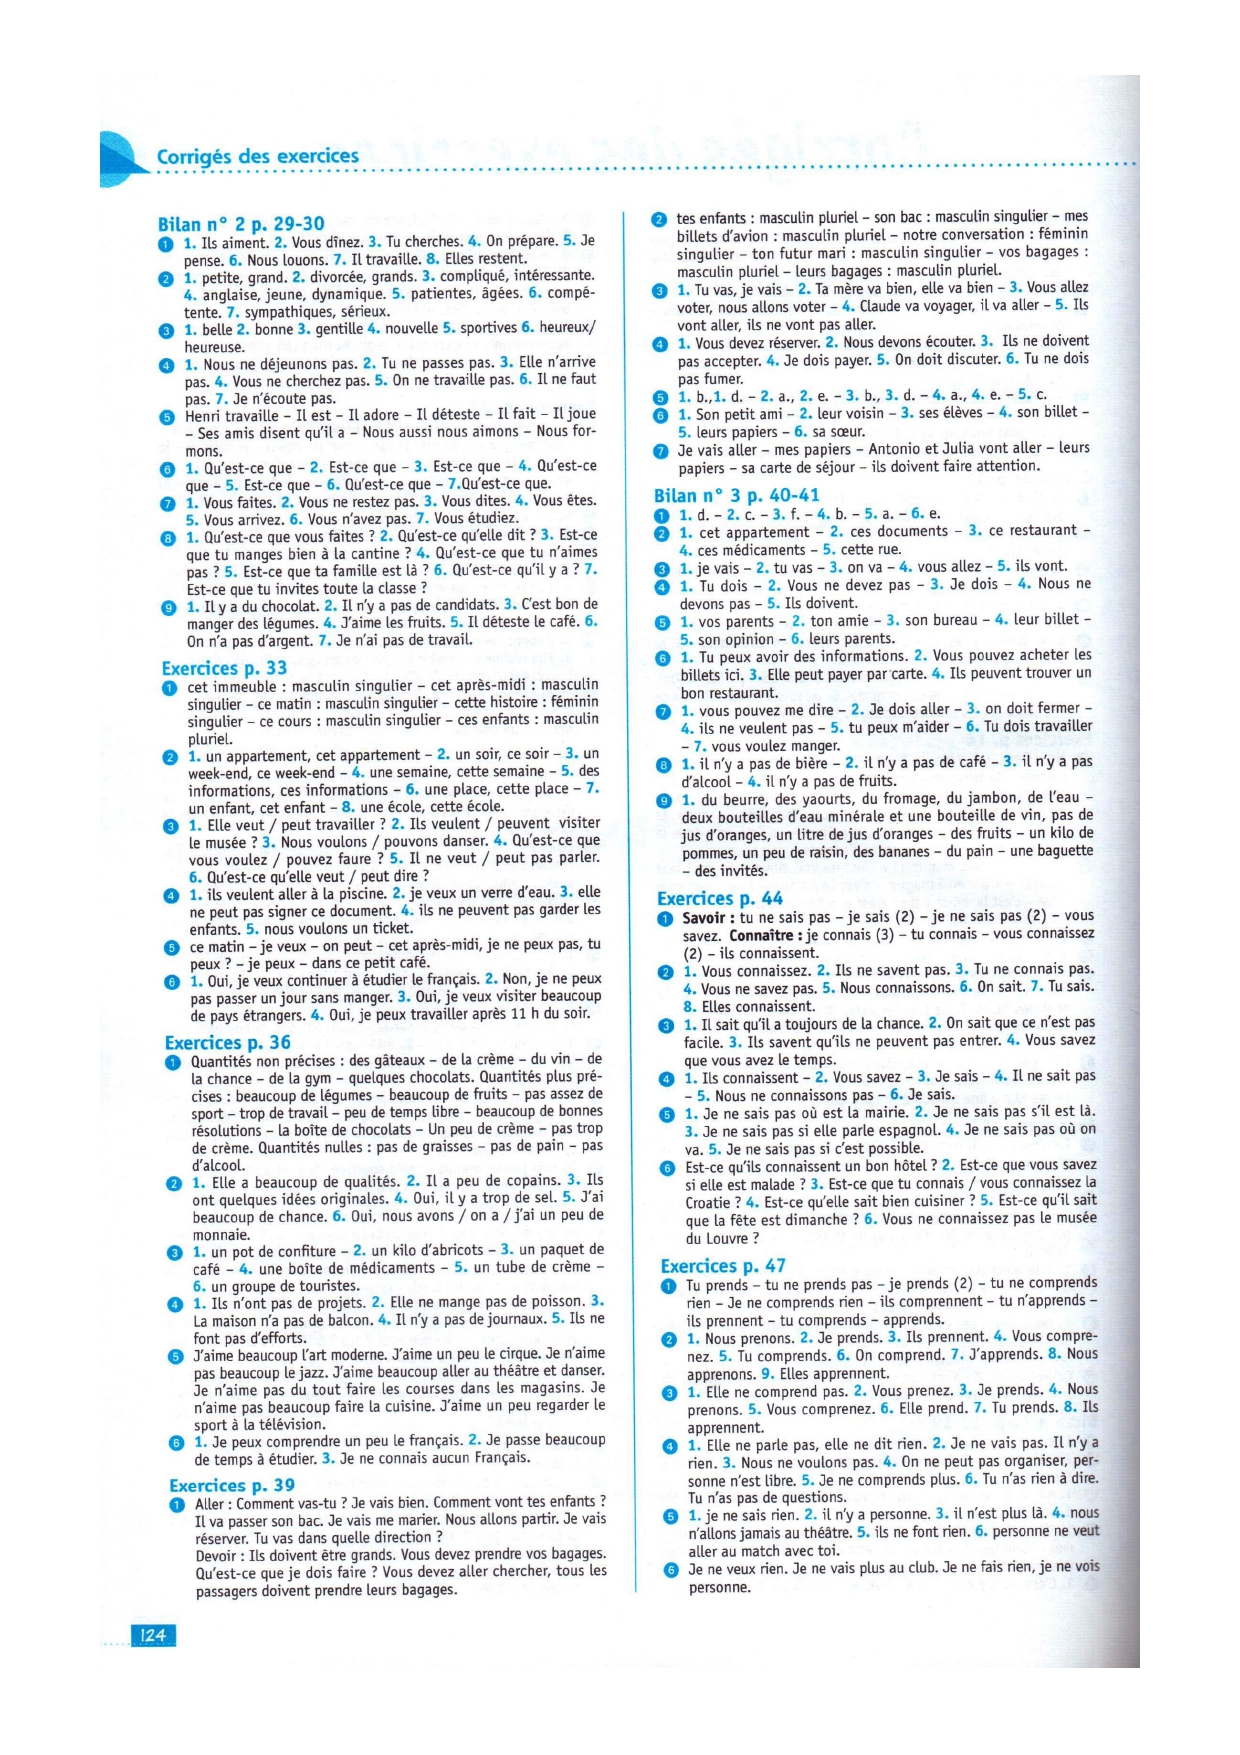 Corrigés des exercices
Bilan n° 2 p. 29-30
1 1. Ils aiment. 2. Vous dînez. 3. Tu cherches. 4. On prépare. 5. Je
pense. 6. Nous louons. 7. Il travaille. 8. Elles restent.
2 1. petite, grand. 2. divorcée, grands. 3. compliqué, intéressante.
4. anglaise, jeune, dynamique. 5. patientes, âgées. 6. compé-
tente. 7. sympathiques, sérieux.
3 1. belle 2. bonne 3. gentille 4. nouvelle 5. sportives 6. heureux/
heureuse.
4 1. Nous ne déjeunons pas. 2. Tu ne passes pas. 3. Elle n'arrive
pas. 4. Vous ne cherchez pas. 5. On ne travaille pas. 6. Il ne faut
pas. 7. Je n'écoute pas.
5 Henri travaille – Il est – Il adore – Il déteste – Il fait – Il joue
– Ses amis disent qu'il a – Nous aussi nous aimons – Nous for-
mons.
6 1. Qu'est-ce que – 2. Est-ce que – 3. Est-ce que – 4. Qu'est-ce
que – 5. Est-ce que – 6. Qu'est-ce que – 7.Qu'est-ce que.
7 1. Vous faites. 2. Vous ne restez pas. 3. Vous dites. 4. Vous êtes.
5. Vous arrivez. 6. Vous n'avez pas. 7. Vous étudiez.
8 1. Qu'est-ce que vous faites ? 2. Qu'est-ce qu'elle dit ? 3. Est-ce
que tu manges bien à la cantine ? 4. Qu'est-ce que tu n'aimes
pas ? 5. Est-ce que ta famille est là ? 6. Qu'est-ce qu'il y a ? 7.
Est-ce que tu invites toute la classe ?
9 1. Il y a du chocolat. 2. Il n'y a pas de candidats. 3. C'est bon de
manger des légumes. 4. J'aime les fruits. 5. Il déteste le café. 6.
On n'a pas d'argent. 7. Je n'ai pas de travail.
Exercices p. 33
1 cet immeuble : masculin singulier – cet après-midi : masculin
singulier – ce matin : masculin singulier – cette histoire : féminin
singulier – ce cours : masculin singulier – ces enfants : masculin
pluriel.
2 1. un appartement, cet appartement – 2. un soir, ce soir – 3. un
week-end, ce week-end – 4. une semaine, cette semaine – 5. des
informations, ces informations – 6. une place, cette place – 7.
un enfant, cet enfant – 8. une école, cette école.
3 1. Elle veut / peut travailler ? 2. Ils veulent / peuvent visiter
le musée ? 3. Nous voulons / pouvons danser. 4. Qu'est-ce que
vous voulez / pouvez faure ? 5. Il ne veut / peut pas parler.
6. Qu'est-ce qu'elle veut / peut dire ?
4 1. ils veulent aller à la piscine. 2. je veux un verre d'eau. 3. elle
ne peut pas signer ce document. 4. ils ne peuvent pas garder les
enfants. 5. nous voulons un ticket.
5 ce matin – je veux – on peut – cet après-midi, je ne peux pas, tu
peux ? – je peux – dans ce petit café.
6 1. Oui, je veux continuer à étudier le français. 2. Non, je ne peux
pas passer un jour sans manger. 3. Oui, je veux visiter beaucoup
de pays étrangers. 4. Oui, je peux travailler après 11 h du soir.
Exercices p. 36
1 Quantités non précises : des gâteaux – de la crème – du vin – de
la chance – de la gym – quelques chocolats. Quantités plus pré-
cises : beaucoup de légumes – beaucoup de fruits – pas assez de
sport – trop de travail – peu de temps libre – beaucoup de bonnes
résolutions – la boîte de chocolats – Un peu de crème – pas trop
de crème. Quantités nulles : pas de graisses – pas de pain – pas
d'alcool.
2 1. Elle a beaucoup de qualités. 2. Il a peu de copains. 3. Ils
ont quelques idées originales. 4. Oui, il y a trop de sel. 5. J'ai
beaucoup de chance. 6. Oui, nous avons / on a / j'ai un peu de
monnaie.
3 1. un pot de confiture – 2. un kilo d'abricots – 3. un paquet de
café – 4. une boîte de médicaments – 5. un tube de crème –
6. un groupe de touristes.
4 1. Ils n'ont pas de projets. 2. Elle ne mange pas de poisson. 3.
La maison n'a pas de balcon. 4. Il n'y a pas de journaux. 5. Ils ne
font pas d'efforts.
5 J'aime beaucoup l'art moderne. J'aime un peu le cirque. Je n'aime
pas beaucoup le jazz. J'aime beaucoup aller au théâtre et danser.
Je n'aime pas du tout faire les courses dans les magasins. Je
n'aime pas beaucoup faire la cuisine. J'aime un peu regarder le
sport à la télévision.
6 1. Je peux comprendre un peu le français. 2. Je passe beaucoup
de temps à étudier. 3. Je ne connais aucun Français.
Exercices p. 39
1 Aller : Comment vas-tu ? Je vais bien. Comment vont tes enfants ?
Il va passer son bac. Je vais me marier. Nous allons partir. Je vais
réserver. Tu vas dans quelle direction ?
Devoir : Ils doivent être grands. Vous devez prendre vos bagages.
Qu'est-ce que je dois faire ? Vous devez aller chercher, tous les
passagers doivent prendre leurs bagages.
2 tes enfants : masculin pluriel – son bac : masculin singulier – mes
billets d'avion : masculin pluriel – notre conversation : féminin
singulier – ton futur mari : masculin singulier – vos bagages :
masculin pluriel – leurs bagages : masculin pluriel.
3 1. Tu vas, je vais – 2. Ta mère va bien, elle va bien – 3. Vous allez
voter, nous allons voter – 4. Claude va voyager, il va aller – 5. Ils
vont aller, ils ne vont pas aller.
4 1. Vous devez réserver. 2. Nous devons écouter. 3. Ils ne doivent
pas accepter. 4. Je dois payer. 5. On doit discuter. 6. Tu ne dois
pas fumer.
5 1. b.,1. d. – 2. a., 2. e. – 3. b., 3. d. – 4. a., 4. e. – 5. c.
6 1. Son petit ami – 2. leur voisin – 3. ses élèves – 4. son billet –
5. leurs papiers – 6. sa sœur.
7 Je vais aller – mes papiers – Antonio et Julia vont aller – leurs
papiers – sa carte de séjour – ils doivent faire attention.
Bilan n° 3 p. 40-41
1 1. d. – 2. c. – 3. f. – 4. b. – 5. a. – 6. e.
2 1. cet appartement – 2. ces documents – 3. ce restaurant –
4. ces médicaments – 5. cette rue.
3 1. je vais – 2. tu vas – 3. on va – 4. vous allez – 5. ils vont.
4 1. Tu dois – 2. Vous ne devez pas – 3. Je dois – 4. Nous ne
devons pas – 5. Ils doivent.
5 1. vos parents – 2. ton amie – 3. son bureau – 4. leur billet –
5. son opinion – 6. leurs parents.
6 1. Tu peux avoir des informations. 2. Vous pouvez acheter les
billets ici. 3. Elle peut payer par carte. 4. Ils peuvent trouver un
bon restaurant.
7 1. vous pouvez me dire – 2. Je dois aller – 3. on doit fermer –
4. ils ne veulent pas – 5. tu peux m'aider – 6. Tu dois travailler
– 7. vous voulez manger.
8 1. il n'y a pas de bière – 2. il n'y a pas de café – 3. il n'y a pas
d'alcool – 4. il n'y a pas de fruits.
9 1. du beurre, des yaourts, du fromage, du jambon, de l'eau –
deux bouteilles d'eau minérale et une bouteille de vin, pas de
jus d'oranges, un litre de jus d'oranges – des fruits – un kilo de
pommes, un peu de raisin, des bananes – du pain – une baguette
– des invités.
Exercices p. 44
1 Savoir : tu ne sais pas – je sais (2) – je ne sais pas (2) – vous
savez. Connaître : je connais (3) – tu connais – vous connaissez
(2) – ils connaissent.
2 1. Vous connaissez. 2. Ils ne savent pas. 3. Tu ne connais pas.
4. Vous ne savez pas. 5. Nous connaissons. 6. On sait. 7. Tu sais.
8. Elles connaissent.
3 1. Il sait qu'il a toujours de la chance. 2. On sait que ce n'est pas
facile. 3. Ils savent qu'ils ne peuvent pas entrer. 4. Vous savez
que vous avez le temps.
4 1. Ils connaissent – 2. Vous savez – 3. Je sais – 4. Il ne sait pas
– 5. Nous ne connaissons pas – 6. Je sais.
5 1. Je ne sais pas où est la mairie. 2. Je ne sais pas s'il est là.
3. Je ne sais pas si elle parle espagnol. 4. Je ne sais pas où on
va. 5. Je ne sais pas si c'est possible.
6 Est-ce qu'ils connaissent un bon hôtel ? 2. Est-ce que vous savez
si elle est malade ? 3. Est-ce que tu connais / vous connaissez la
Croatie ? 4. Est-ce qu'elle sait bien cuisiner ? 5. Est-ce qu'il sait
que la fête est dimanche ? 6. Vous ne connaissez pas le musée
du Louvre ?
Exercices p. 47
1 Tu prends – tu ne prends pas – je prends (2) – tu ne comprends
rien – Je ne comprends rien – ils comprennent – tu n'apprends –
ils prennent – tu comprends – apprends.
2 1. Nous prenons. 2. Je prends. 3. Ils prennent. 4. Vous compre-
nez. 5. Tu comprends. 6. On comprend. 7. J'apprends. 8. Nous
apprenons. 9. Elles apprennent.
3 1. Elle ne comprend pas. 2. Vous prenez. 3. Je prends. 4. Nous
prenons. 5. Vous comprenez. 6. Elle prend. 7. Tu prends. 8. Ils
apprennent.
4 1. Elle ne parle pas, elle ne dit rien. 2. Je ne vais pas. Il n'y a
rien. 3. Nous ne voulons pas. 4. On ne peut pas organiser, per-
sonne n'est libre. 5. Je ne comprends plus. 6. Tu n'as rien à dire.
Tu n'as pas de questions.
5 1. je ne sais rien. 2. il n'y a personne. 3. il n'est plus là. 4. nous
n'allons jamais au théâtre. 5. ils ne font rien. 6. personne ne veut
aller au match avec toi.
6 Je ne veux rien. Je ne vais plus au club. Je ne fais rien, je ne vois
personne.
124